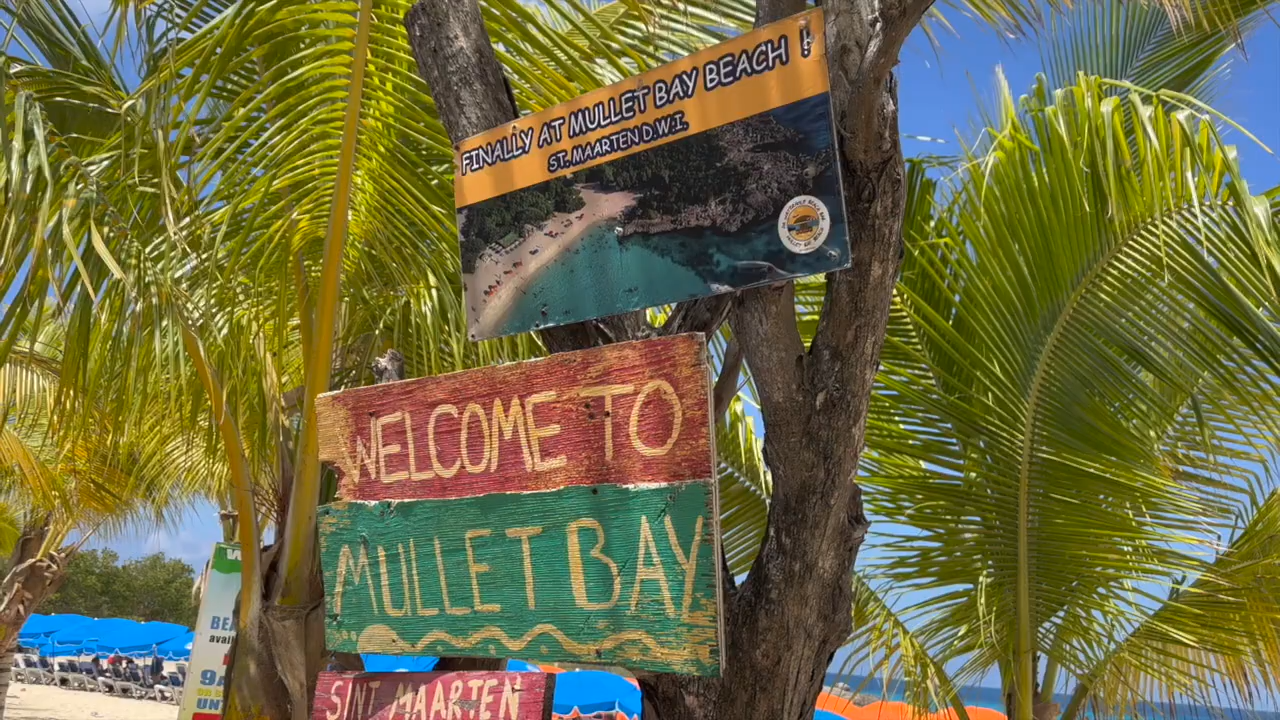 FINALLY AT MULLET BAY BEACH !
ST. MAARTEN D.W.I.
WELCOME TO
MULLET BAY
SINT MAARTEN